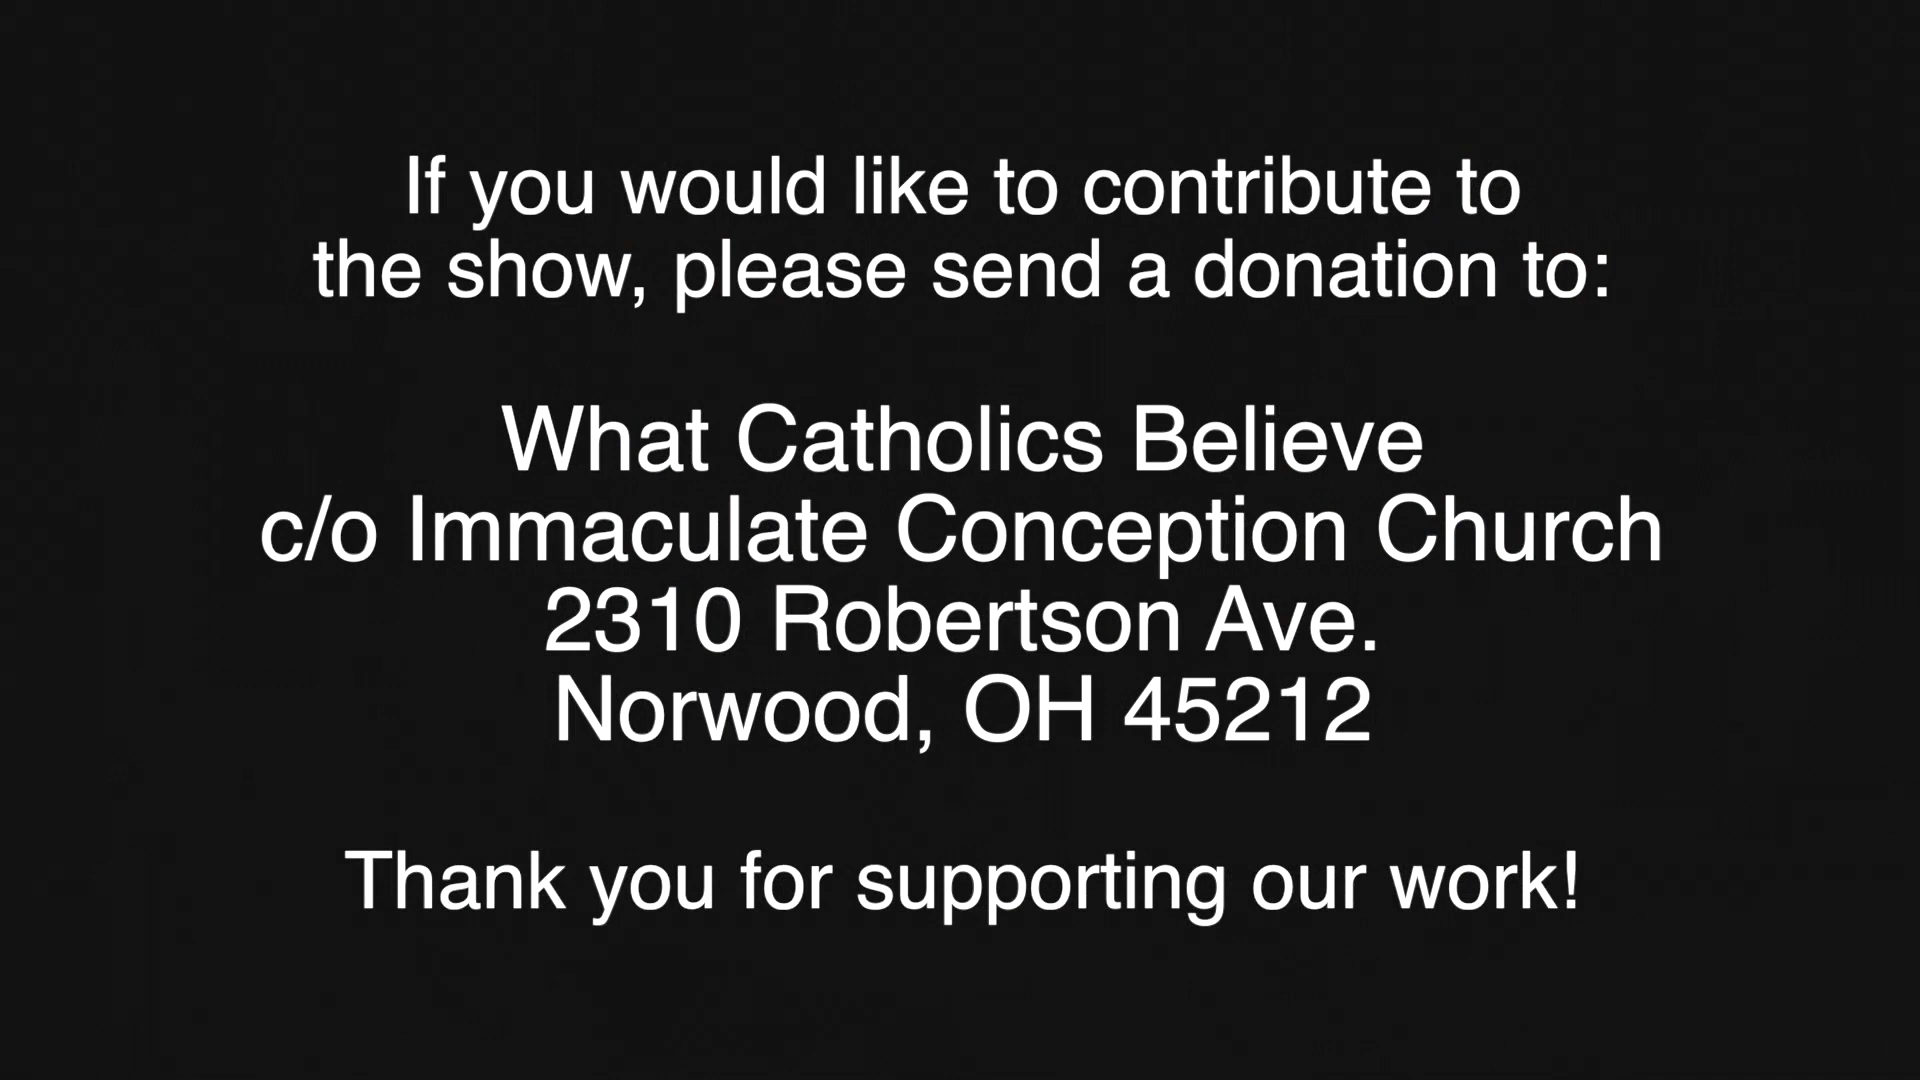 If you would like to contribute to
the show, please send a donation to:
What Catholics Believe
c/o Immaculate Conception Church
2310 Robertson Ave.
Norwood, OH 45212
Thank you for supporting our work!